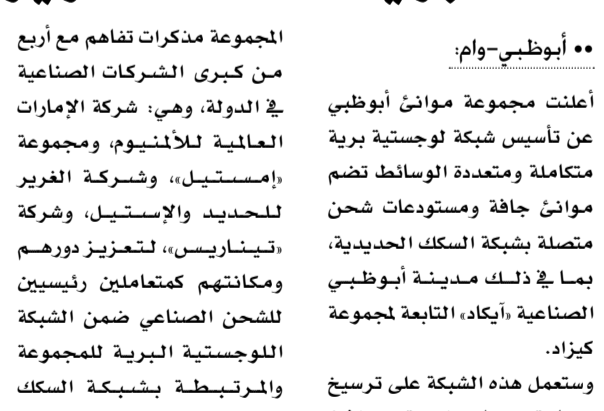 •• أبوظبي-وام:
أعلنت مجموعة موانئ أبوظبي
عن تأسيس شبكة لوجستية برية
متكاملة ومتعددة الوسائط تضم
موانئ جافة ومستودعات شحن
متصلة بشبكة السكك الحديدية،
بما في ذلك مدينة أبوظبي
الصناعية «آيكاد» التابعة لمجموعة
كيزاد.
وستعمل هذه الشبكة على ترسيخ
المجموعة مذكرات تفاهم مع أربع
من كبرى الشركات الصناعية
في الدولة، وهي: شركة الإمارات
العالمية للألمنيوم، ومجموعة
«إمستيل»، وشركة الغرير
للحديد والإستيل، وشركة
«تيناريس»، لتعزيز دورهم
ومكانتهم كمتعاملين رئيسيين
للشحن الصناعي ضمن الشبكة
اللوجستية البرية للمجموعة
والمرتبطة بشبكة السكك